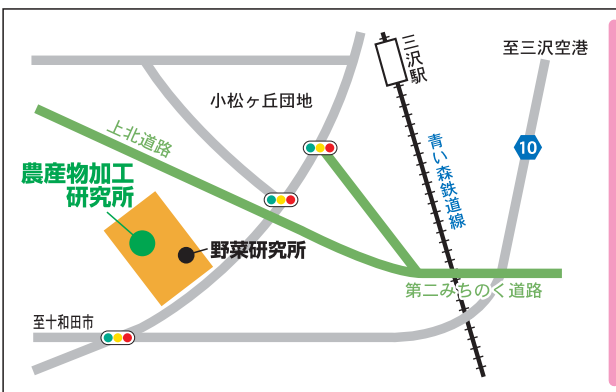 三沢駅
至三沢空港
小松ヶ丘団地
上北道路
10
青い森鉄道線
農産物加工
研究所
野菜研究所
第二みちのく道路
至十和田市